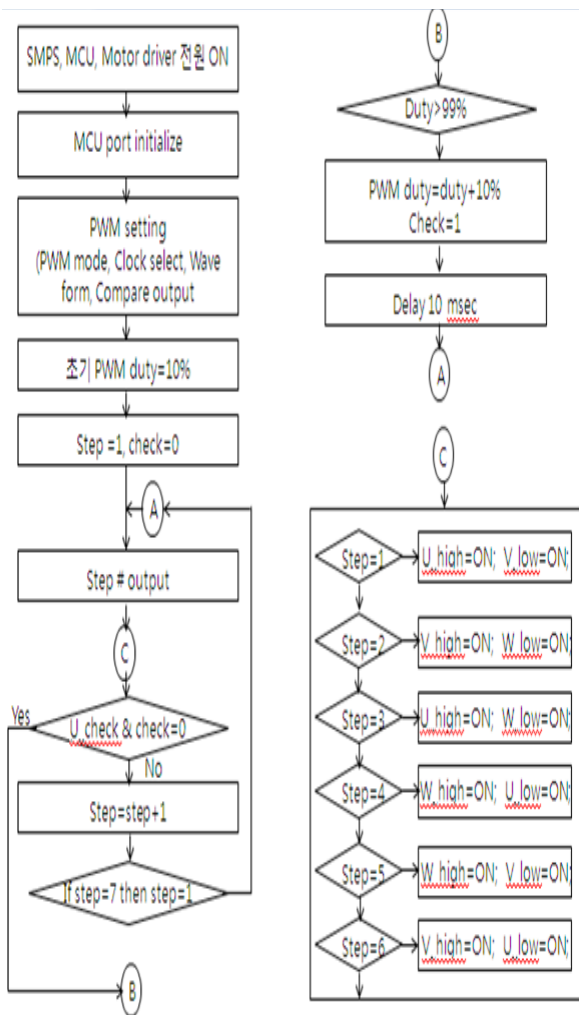 SMPS, MCU, Motor driver 전원 ON
MCU port initialize
PWM setting
(PWM mode, Clock select, Wave
form, Compare output
초기 PWM duty=10%
Step =1, check=0
A
Step # output
C
Yes
U_check & check=0
No
Step=step+1
If step=7 then step=1
B
B
Duty>99%
PWM duty=duty+10%
Check=1
Delay 10 msec
A
C
Step=1
U_high=ON; V_low=ON;
Step=2
V_high=ON; W_low=ON;
Step=3
U_high=ON; W_low=ON;
Step=4
W_high=ON; U_low=ON;
Step=5
W_high=ON; V_low=ON;
Step=6
V_high=ON; U_low=ON;